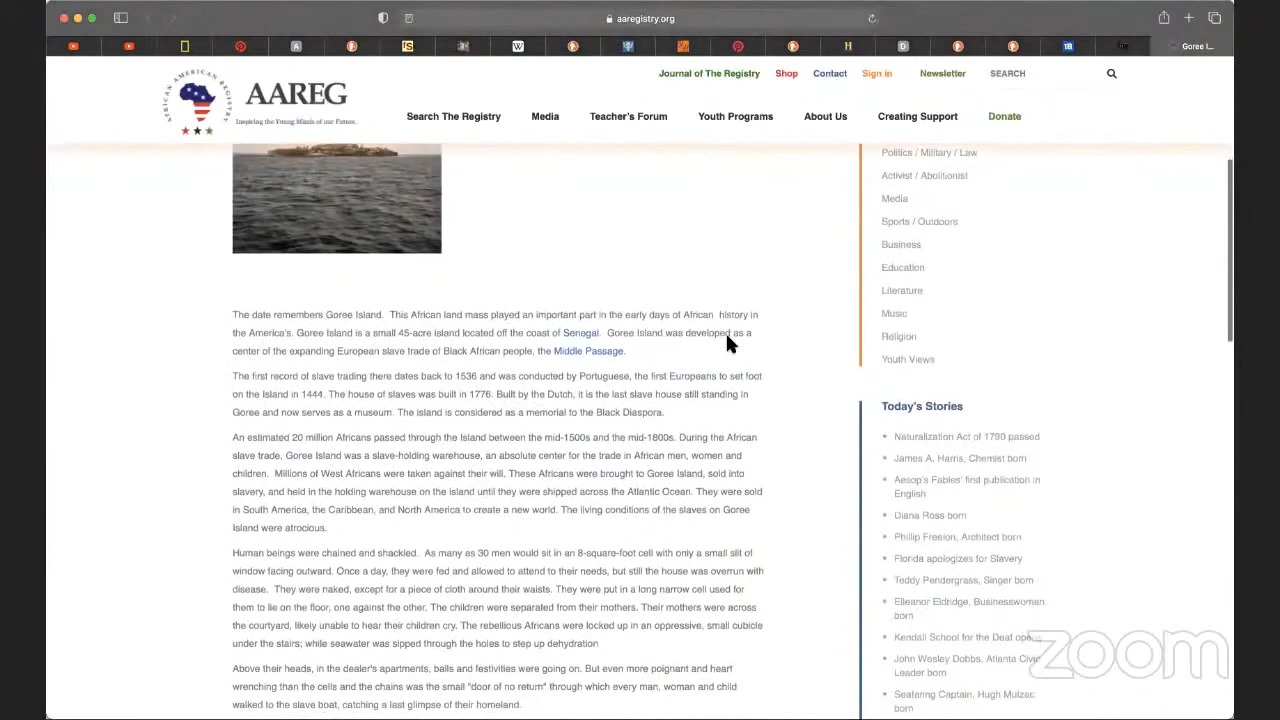 aaregistry.org
Goree I...
AFRICAN AMERICAN REGISTRY
AAREG
Inspiring the Young Minds of our Future.
Journal of The Registry
Shop
Contact
Sign in
Newsletter
SEARCH
Search The Registry
Media
Teacher's Forum
Youth Programs
About Us
Creating Support
Donate
The date remembers Goree Island.  This African land mass played an important part in the early days of African  history in
the America's. Goree Island is a small 45-acre island located off the coast of Senegal.  Goree Island was developed as a
center of the expanding European slave trade of Black African people, the Middle Passage.
The first record of slave trading there dates back to 1536 and was conducted by Portuguese, the first Europeans to set foot
on the Island in 1444. The house of slaves was built in 1776. Built by the Dutch, it is the last slave house still standing in
Goree and now serves as a museum. The island is considered as a memorial to the Black Diaspora.
An estimated 20 million Africans passed through the Island between the mid-1500s and the mid-1800s. During the African
slave trade, Goree Island was a slave-holding warehouse, an absolute center for the trade in African men, women and
children.  Millions of West Africans were taken against their will. These Africans were brought to Goree Island, sold into
slavery, and held in the holding warehouse on the island until they were shipped across the Atlantic Ocean. They were sold
in South America, the Caribbean, and North America to create a new world. The living conditions of the slaves on Goree
Island were atrocious.
Human beings were chained and shackled.  As many as 30 men would sit in an 8-square-foot cell with only a small slit of
window facing outward. Once a day, they were fed and allowed to attend to their needs, but still the house was overrun with
disease.  They were naked, except for a piece of cloth around their waists. They were put in a long narrow cell used for
them to lie on the floor, one against the other. The children were separated from their mothers. Their mothers were across
the courtyard, likely unable to hear their children cry. The rebellious Africans were locked up in an oppressive, small cubicle
under the stairs; while seawater was sipped through the holes to step up dehydration
Above their heads, in the dealer's apartments, balls and festivities were going on. But even more poignant and heart
wrenching than the cells and the chains was the small "door of no return" through which every man, woman and child
walked to the slave boat, catching a last glimpse of their homeland.
Politics / Military / Law
Activist / Abolitionist
Media
Sports / Outdoors
Business
Education
Literature
Music
Religion
Youth Views
Today's Stories
Naturalization Act of 1790 passed
James A. Harris, Chemist born
Aesop's Fables' first publication in
English
Diana Ross born
Phillip Freelon, Architect born
Florida apologizes for Slavery
Teddy Pendergrass, Singer born
Elleanor Eldridge, Businesswoman
born
Kendall School for the Deaf opens
John Wesley Dobbs, Atlanta Civic
Leader born
Seafaring Captain, Hugh Mulzac,
born
zoom